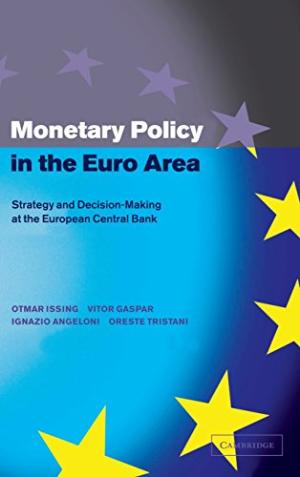 Monetary Policy
in the Euro Area
Strategy and Decision-Making
at the European Central Bank
OTMAR ISSING VITOR GASPAR
IGNAZIO ANGELONI ORESTE TRISTANI
CAMBRIDGE